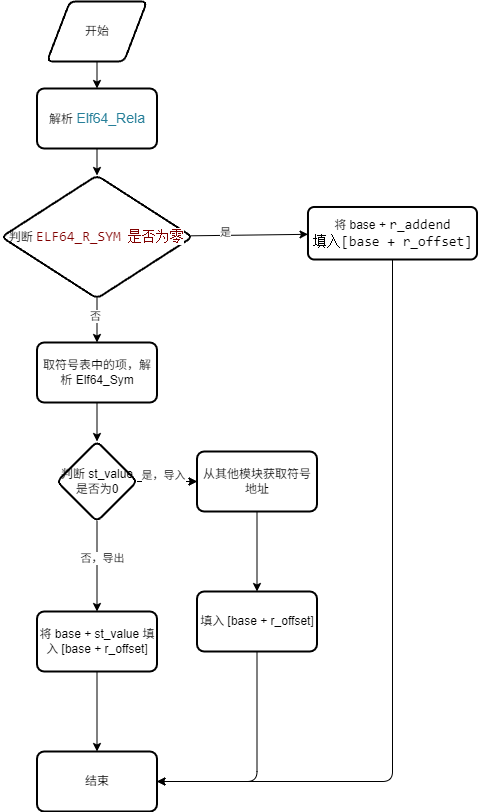 开始
解析 Elf64_Rela
判断 ELF64_R_SYM 是否为零
是
将 base + r_addend
填入[base + r_offset]
否
取符号表中的项，解
析 Elf64_Sym
判断 st_value
是否为0
是，导入
从其他模块获取符号
地址
否，导出
将 base + st_value 填
入 [base + r_offset]
填入 [base + r_offset]
结束